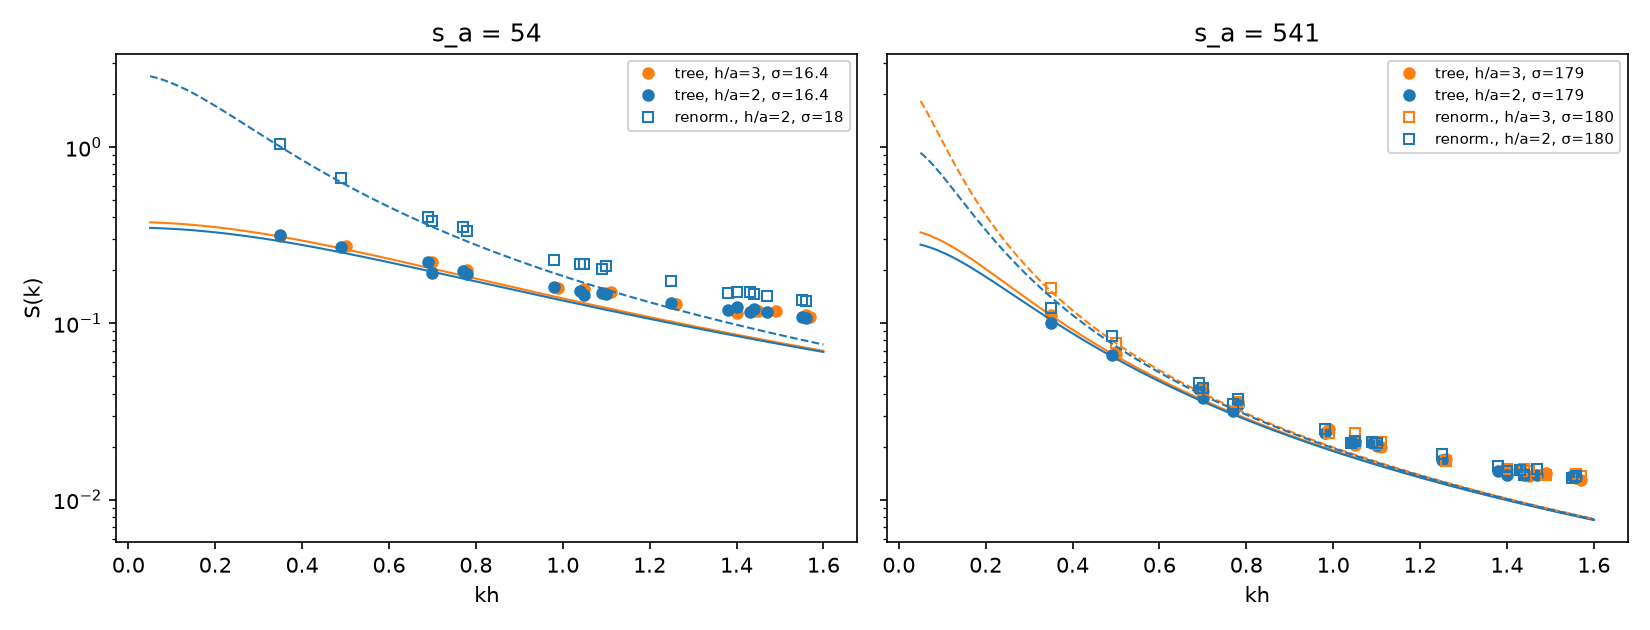 s_a = 54
S(k)
10⁰
10⁻¹
10⁻²
tree, h/a=3, σ=16.4
tree, h/a=2, σ=16.4
renorm., h/a=2, σ=18
0.0 0.2 0.4 0.6 0.8 1.0 1.2 1.4 1.6
kh
s_a = 541
tree, h/a=3, σ=179
tree, h/a=2, σ=179
renorm., h/a=3, σ=180
renorm., h/a=2, σ=180
0.0 0.2 0.4 0.6 0.8 1.0 1.2 1.4 1.6
kh